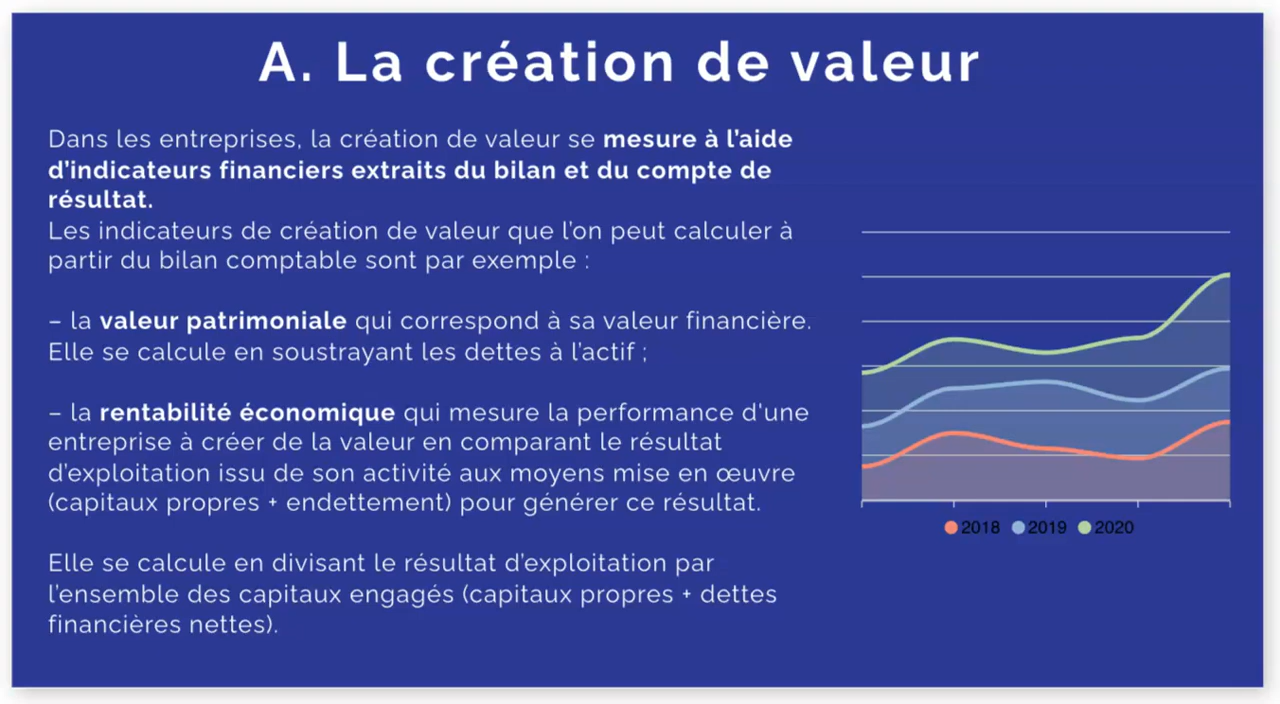 A. La création de valeur
Dans les entreprises, la création de valeur se mesure à l’aide
d’indicateurs financiers extraits du bilan et du compte de
résultat.
Les indicateurs de création de valeur que l’on peut calculer à
partir du bilan comptable sont par exemple :
– la valeur patrimoniale qui correspond à sa valeur financière.
Elle se calcule en soustrayant les dettes à l’actif ;
– la rentabilité économique qui mesure la performance d'une
entreprise à créer de la valeur en comparant le résultat
d’exploitation issu de son activité aux moyens mise en œuvre
(capitaux propres + endettement) pour générer ce résultat.
Elle se calcule en divisant le résultat d’exploitation par
l’ensemble des capitaux engagés (capitaux propres + dettes
financières nettes).
2018 2019 2020